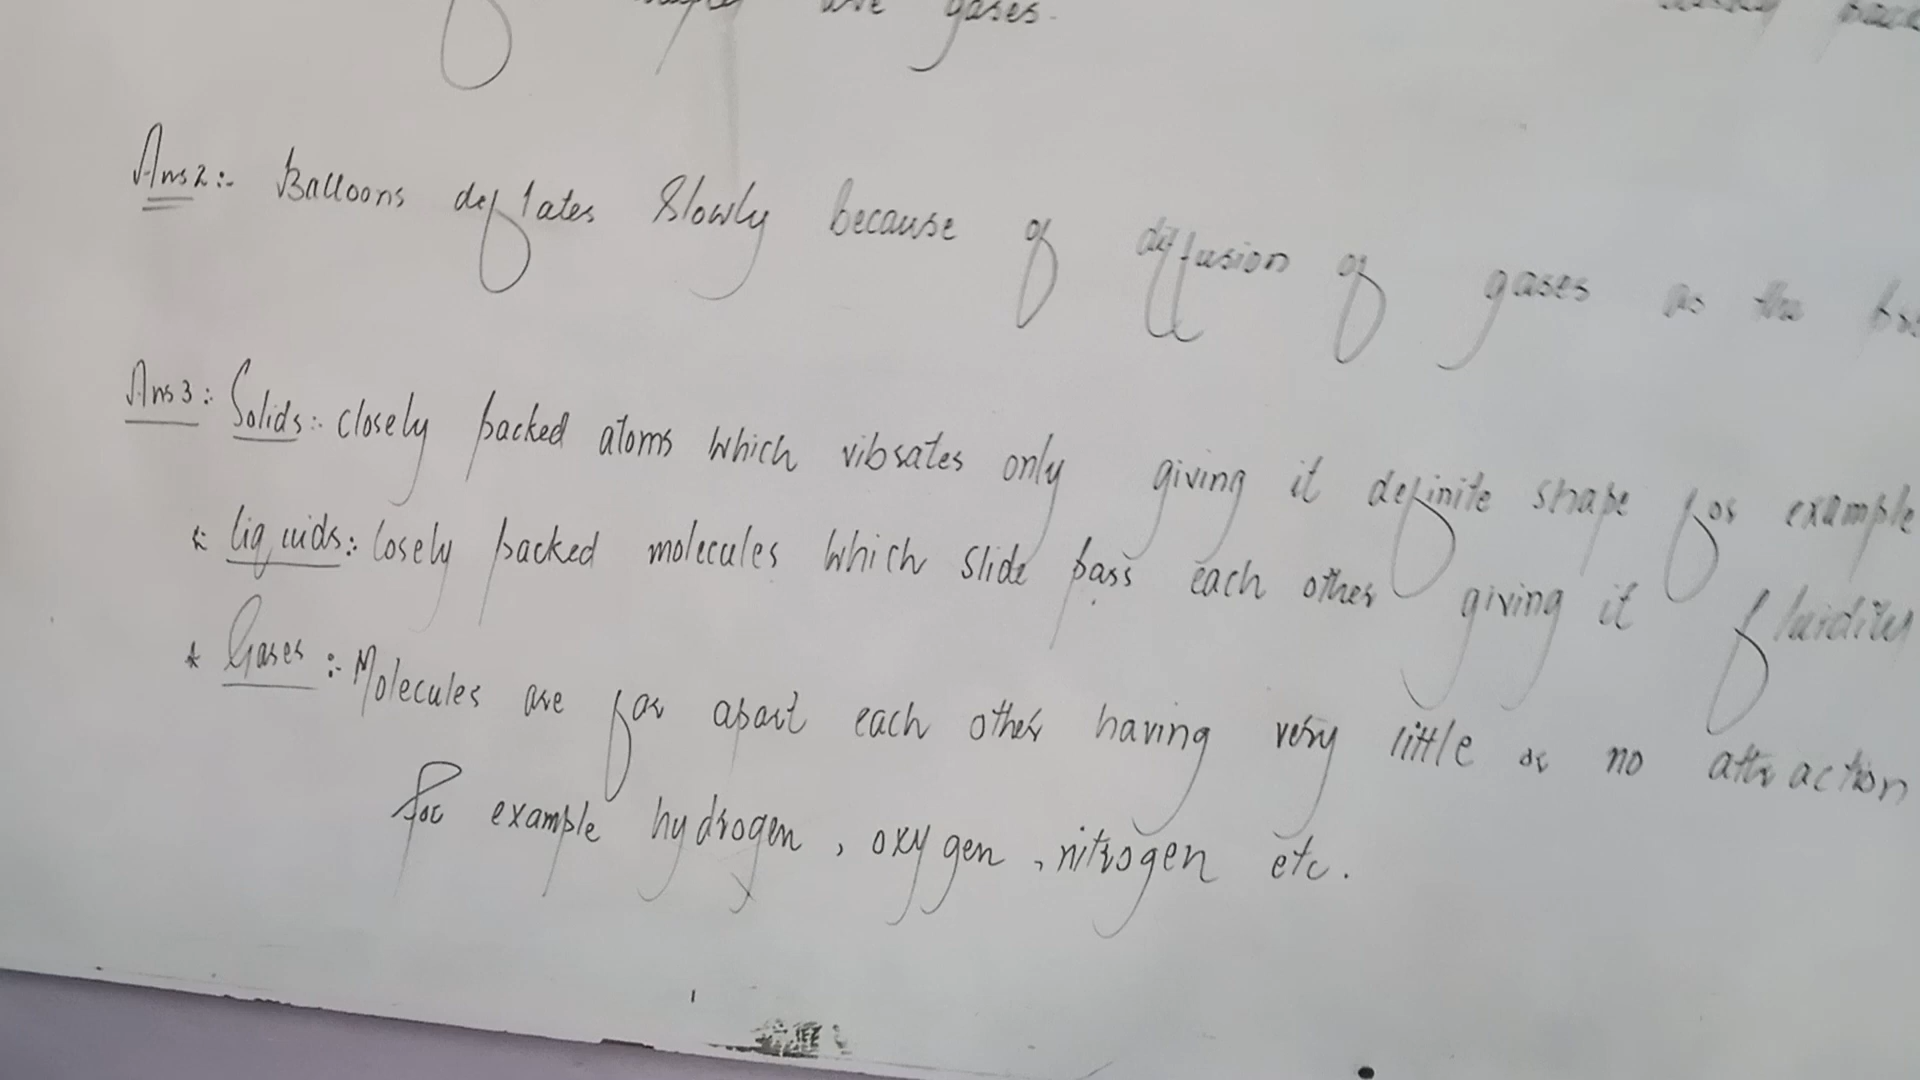 are gases.
Ans2:- Balloons deflates Slowly because of diffusion of gases as the
Ans3: Solids:- closely packed atoms which vibrates only giving it definite shape for example
* liquids:- losely packed molecules which slide pass each other giving it fluidity
* Gases:- Molecules are far apart each other having very little or no attraction
for example hydrogen, oxygen, nitrogen etc.